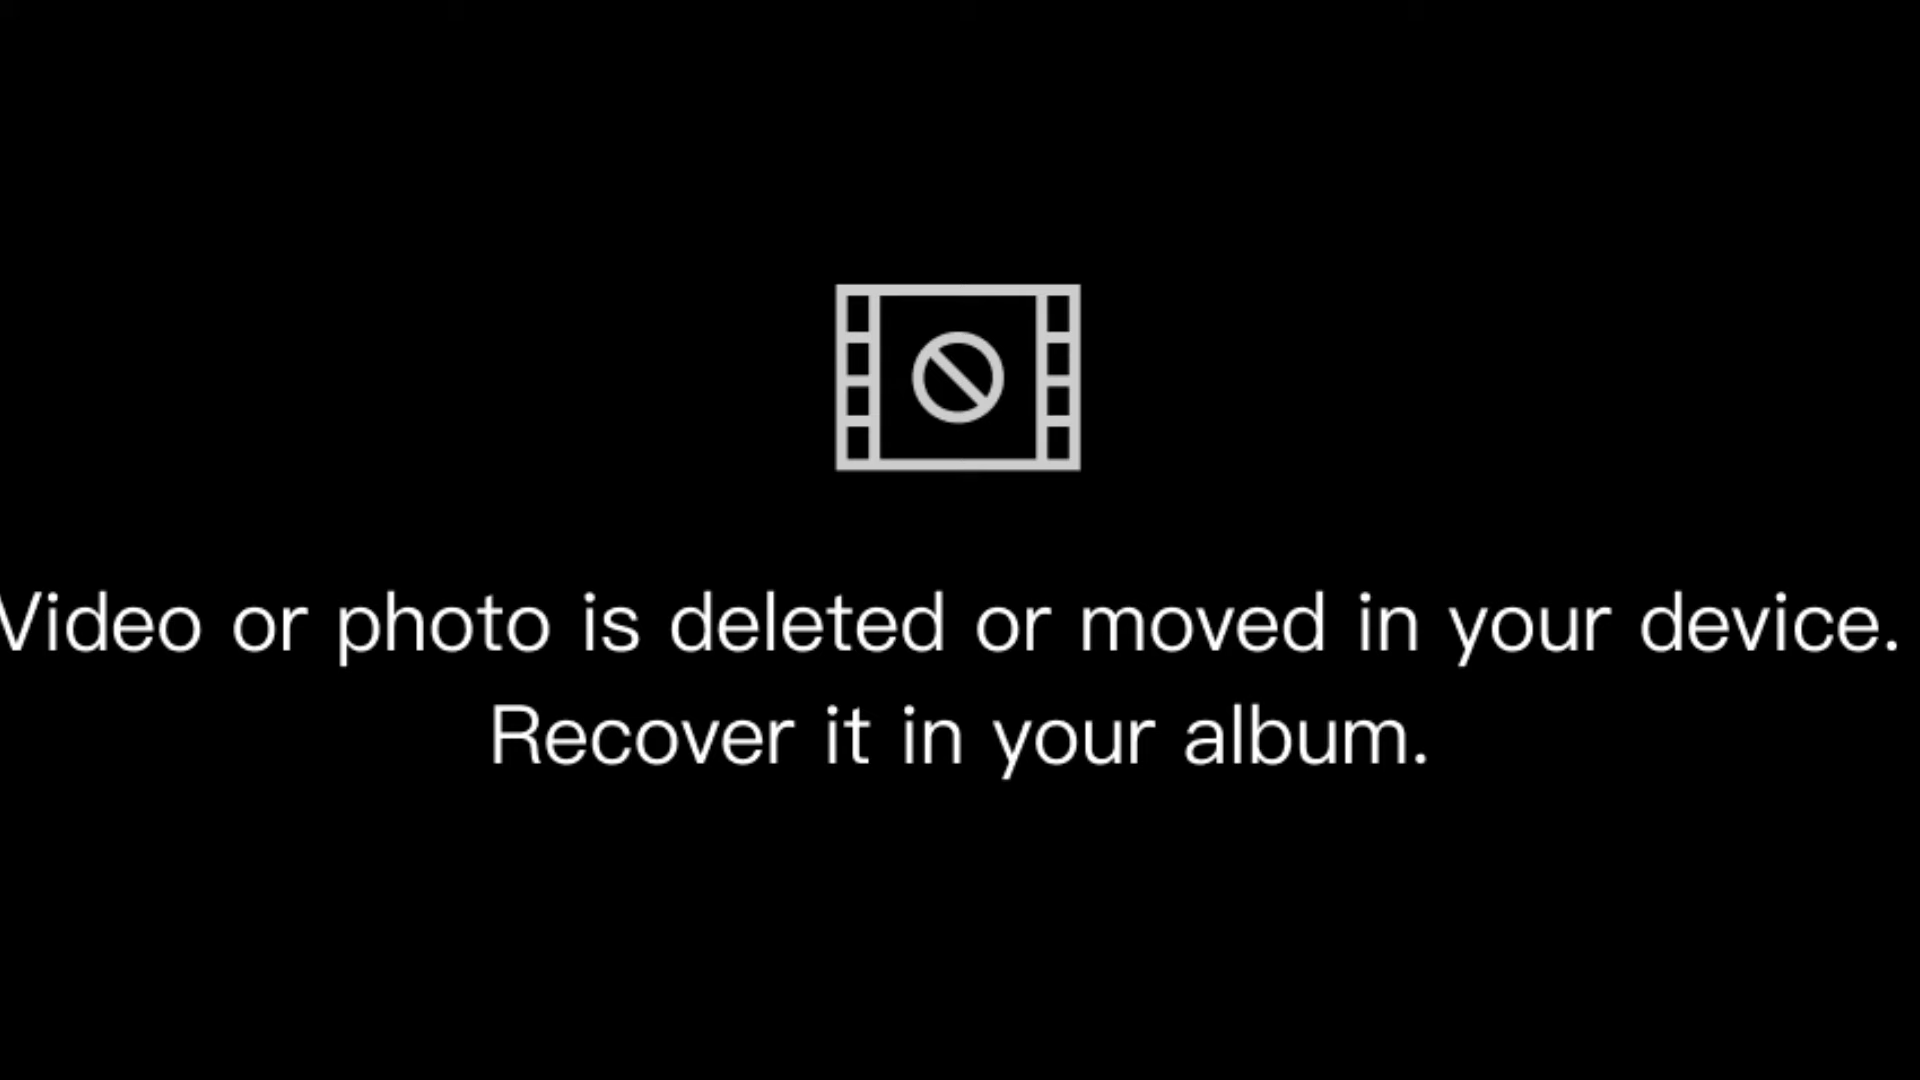 Video or photo is deleted or moved in your device.
Recover it in your album.